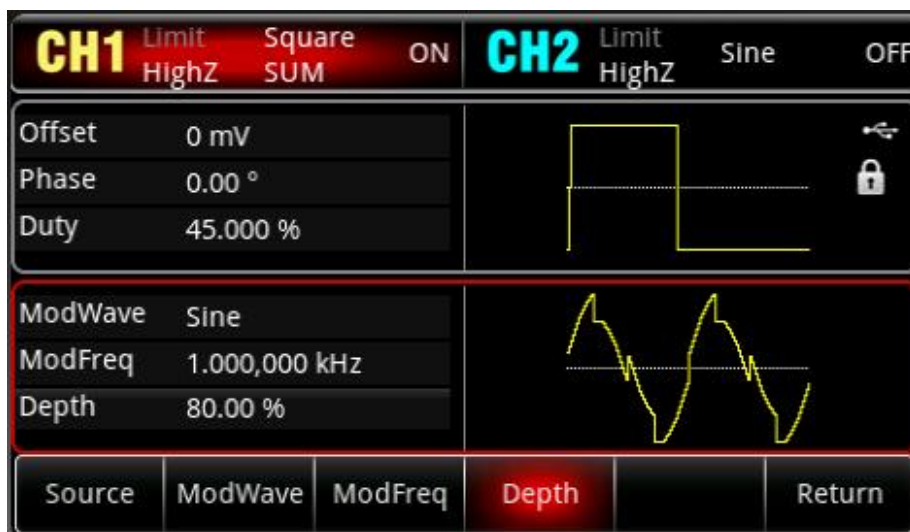 CH1 Limit Square ON
HighZ SUM
CH2 Limit Sine OFF
HighZ
Offset 0 mV
Phase 0.00 °
Duty 45.000 %
ModWave Sine
ModFreq 1.000,000 kHz
Depth 80.00 %
Source ModWave ModFreq Depth Return